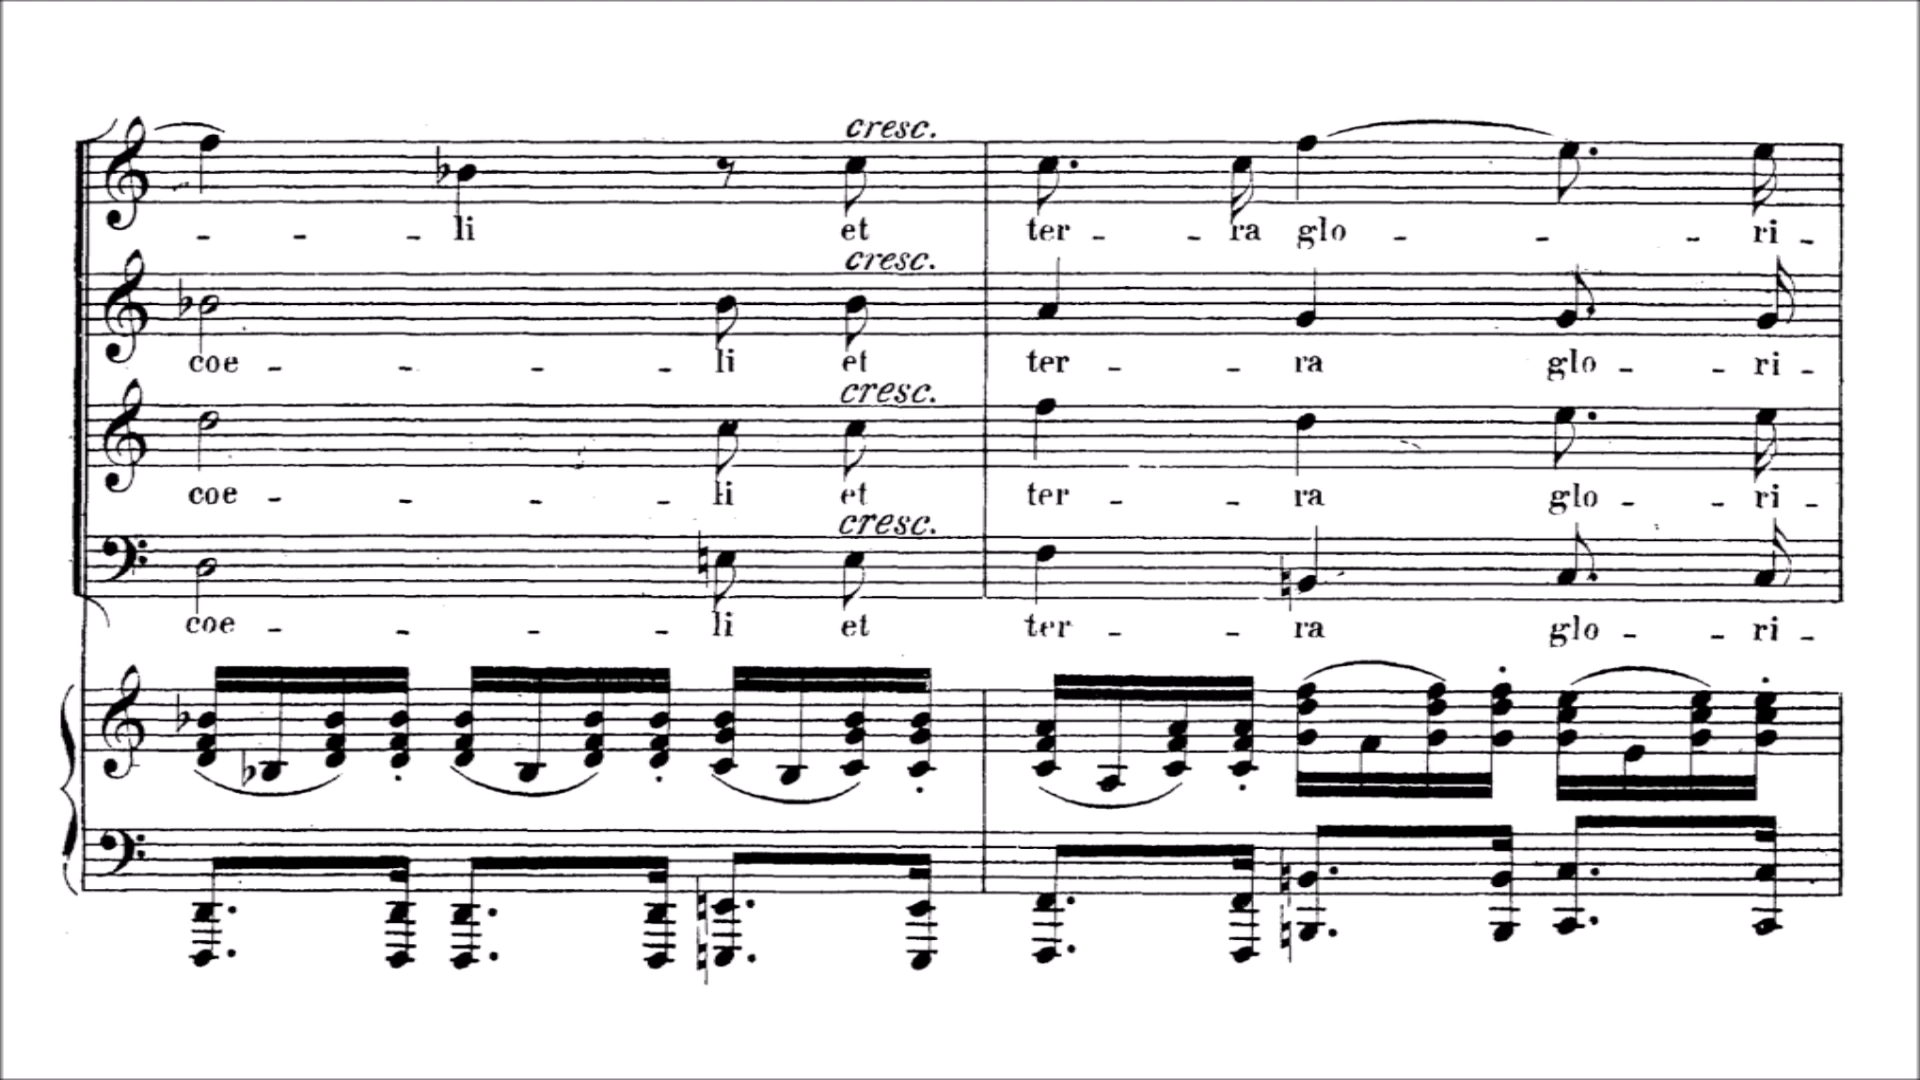 cresc.
- - - li et ter - - ra glo - - - ri -
cresc.
coe - - - - li et ter - - ra glo - - ri -
cresc.
coe - - - - li et ter - - ra glo - - ri -
cresc.
coe - - - - li et ter - - ra glo - - ri -